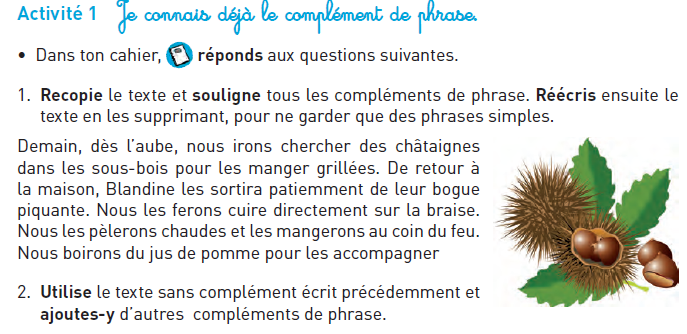 Activité 1 Je connais déjà le complément de phrase.
• Dans ton cahier, réponds aux questions suivantes.
1. Recopie le texte et souligne tous les compléments de phrase. Réécris ensuite le
texte en les supprimant, pour ne garder que des phrases simples.
Demain, dès l'aube, nous irons chercher des châtaignes
dans les sous-bois pour les manger grillées. De retour à
la maison, Blandine les sortira patiemment de leur bogue
piquante. Nous les ferons cuire directement sur la braise.
Nous les pèlerons chaudes et les mangerons au coin du feu.
Nous boirons du jus de pomme pour les accompagner
2. Utilise le texte sans complément écrit précédemment et
ajoutes-y d'autres compléments de phrase.